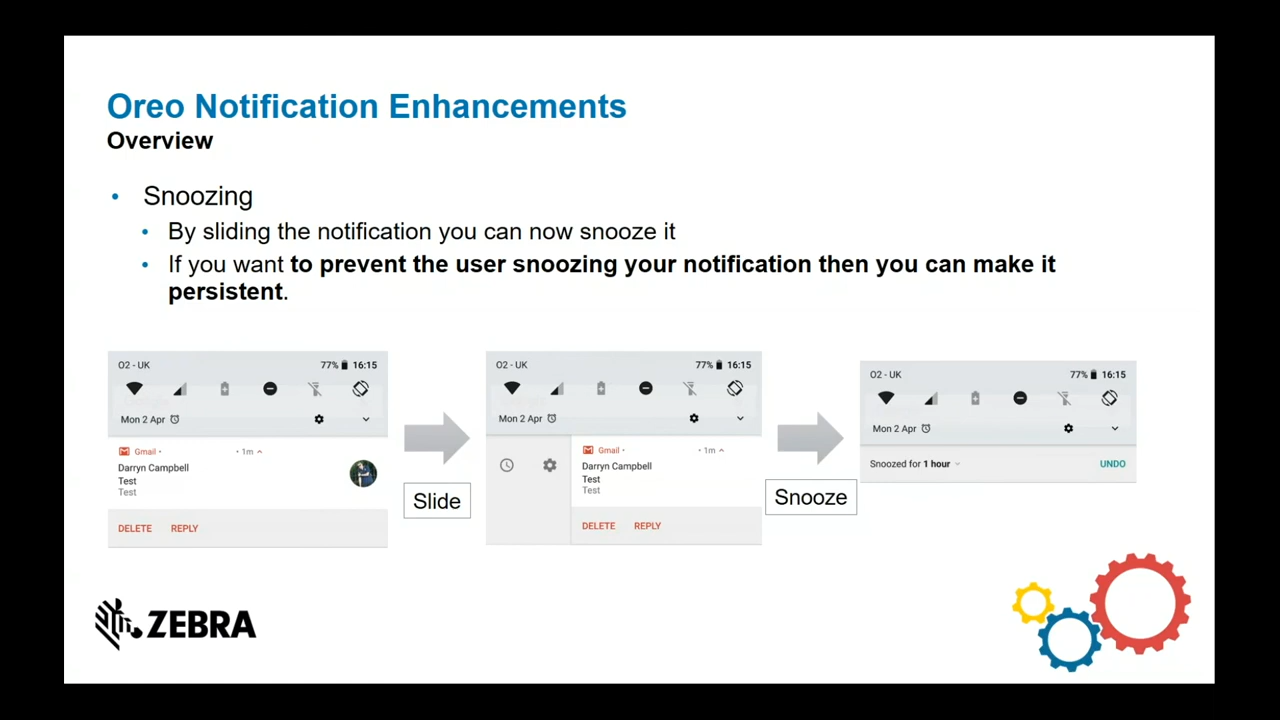 Oreo Notification Enhancements
Overview
• Snoozing
• By sliding the notification you can now snooze it
• If you want to prevent the user snoozing your notification then you can make it
persistent.
O2 - UK 77% 16:15
Mon 2 Apr
Gmail • • 1m
Darryn Campbell
Test
Test
DELETE REPLY
Slide
O2 - UK 77% 16:15
Mon 2 Apr
Gmail • • 1m
Darryn Campbell
Test
Test
DELETE REPLY
Snooze
O2 - UK 77% 16:15
Mon 2 Apr
Snoozed for 1 hour UNDO
ZEBRA